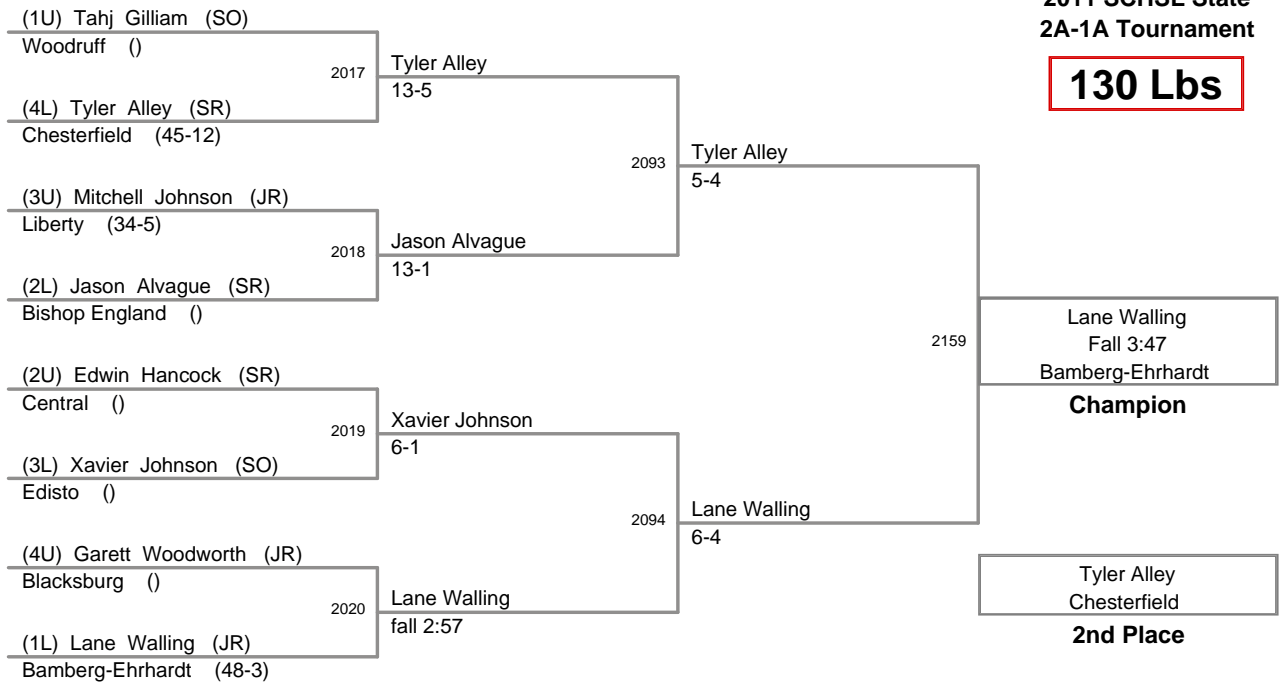 2011 SCHSL State
2A-1A Tournament
130 Lbs
(1U) Tahj Gilliam (SO)
Woodruff ()
2017
Tyler Alley
13-5
(4L) Tyler Alley (SR)
Chesterfield (45-12)
2093
Tyler Alley
5-4
(3U) Mitchell Johnson (JR)
Liberty (34-5)
2018
Jason Alvague
13-1
(2L) Jason Alvague (SR)
Bishop England ()
2159
Lane Walling
Fall 3:47
Bamberg-Ehrhardt
Champion
(2U) Edwin Hancock (SR)
Central ()
2019
Xavier Johnson
6-1
(3L) Xavier Johnson (SO)
Edisto ()
2094
Lane Walling
6-4
(4U) Garett Woodworth (JR)
Blacksburg ()
2020
Lane Walling
fall 2:57
(1L) Lane Walling (JR)
Bamberg-Ehrhardt (48-3)
Tyler Alley
Chesterfield
2nd Place